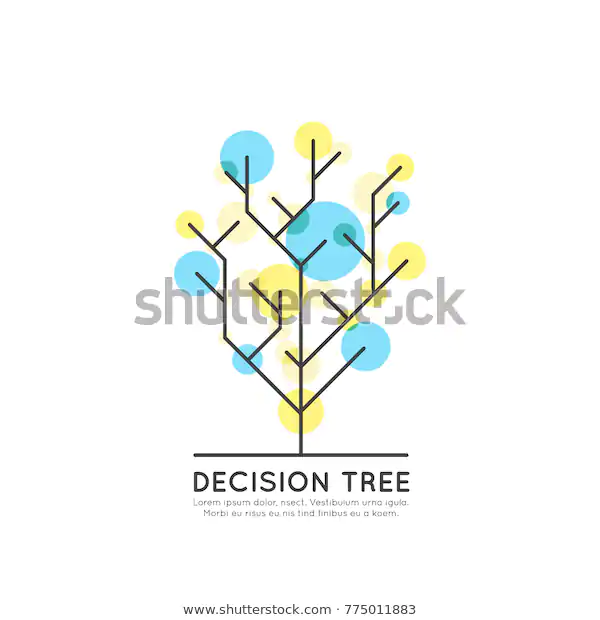 shutterstock
DECISION TREE
Lorem ipsum dolor, nsect. Vestibulum urna igula.
Morbi eu risus eu nis tind finibus eu a koem.
www.shutterstock.com · 775011883